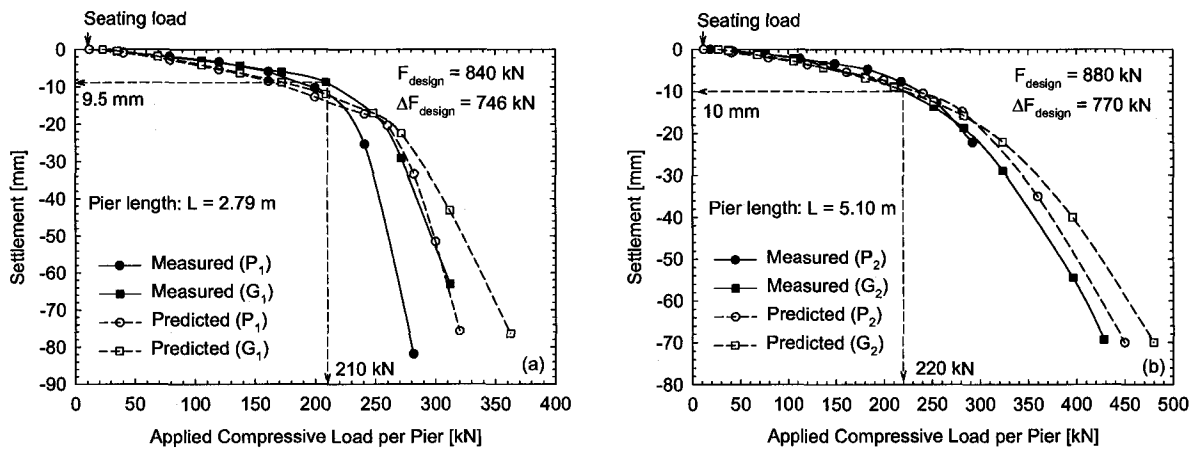 Seating load
0
-10
-20
-30
-40
-50
-60
-70
-80
-90
Settlement [mm]
9.5 mm
F_design = 840 kN
ΔF_design = 746 kN
Pier length: L = 2.79 m
Measured (P_1)
Measured (G_1)
Predicted (P_1)
Predicted (G_1)
210 kN
(a)
0 50 100 150 200 250 300 350 400
Applied Compressive Load per Pier [kN]
Seating load
0
-10
-20
-30
-40
-50
-60
-70
-80
Settlement [mm]
10 mm
F_design = 880 kN
ΔF_design = 770 kN
Pier length: L = 5.10 m
Measured (P_2)
Measured (G_2)
Predicted (P_2)
Predicted (G_2)
220 kN
(b)
0 50 100 150 200 250 300 350 400 450 500
Applied Compressive Load per Pier [kN]